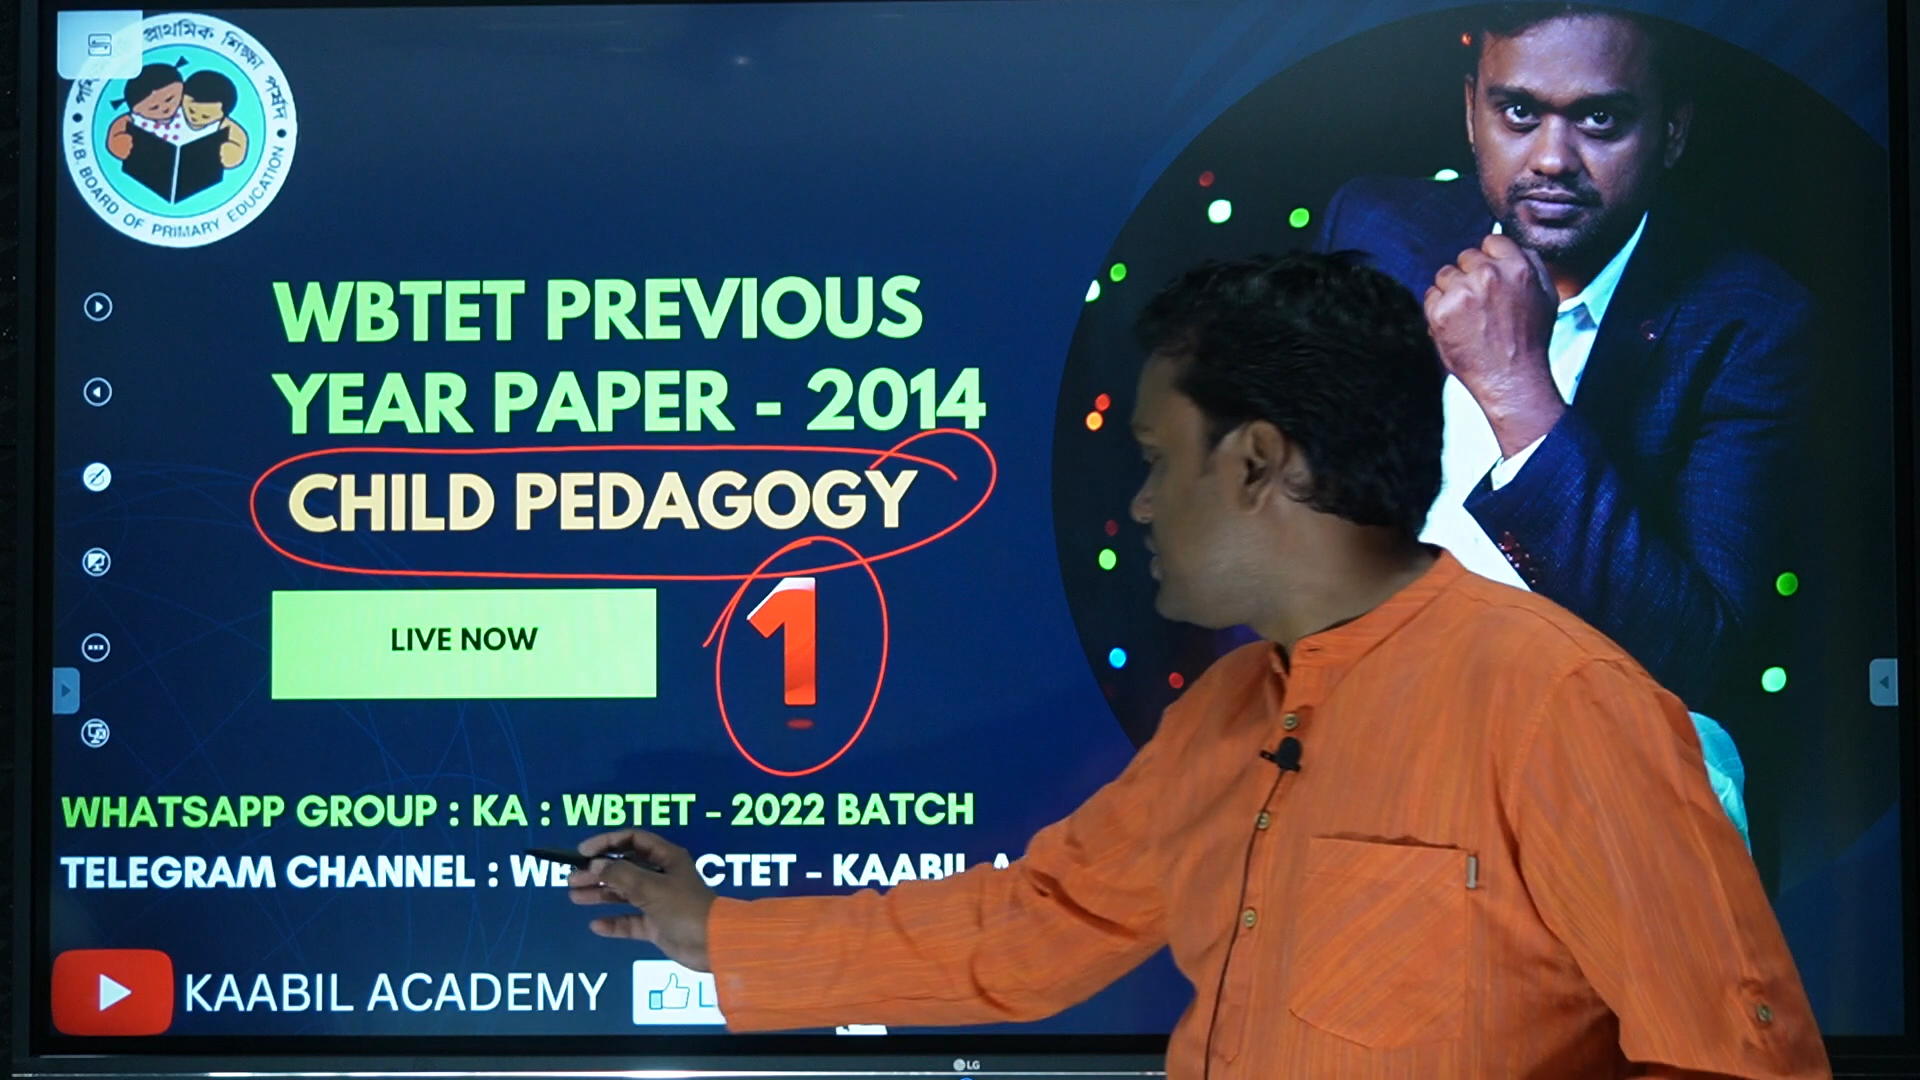 প্রাথমিক শিক্ষা পর্ষদ
W.B. BOARD OF PRIMARY EDUCATION
WBTET PREVIOUS
YEAR PAPER - 2014
CHILD PEDAGOGY
LIVE NOW
1
WHATSAPP GROUP : KA : WBTET - 2022 BATCH
TELEGRAM CHANNEL : CTET - KAABIL
KAABIL ACADEMY
LG